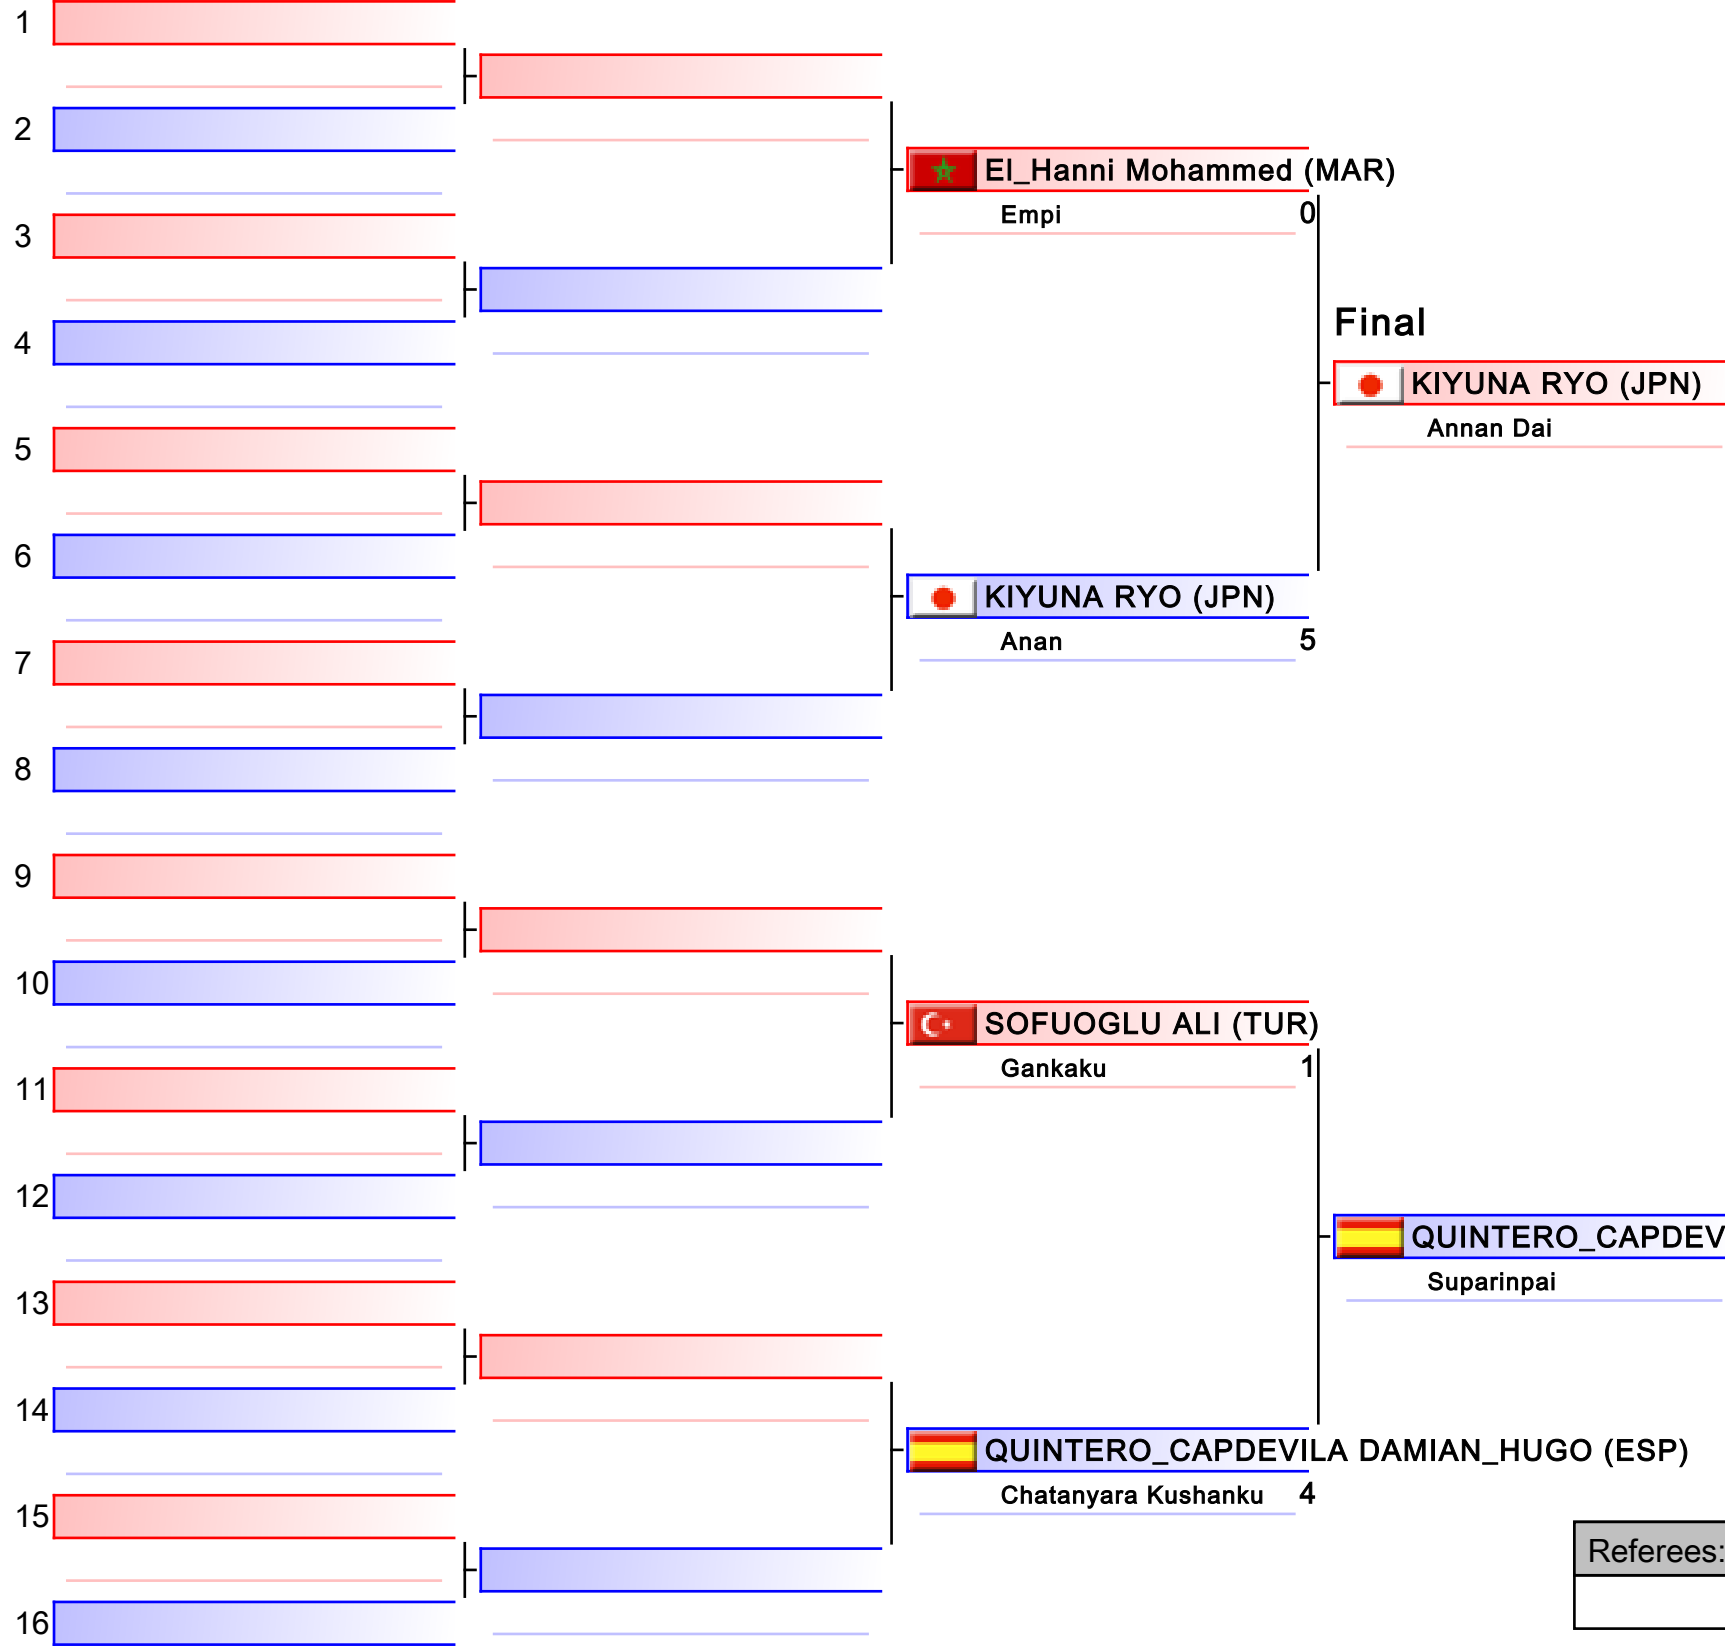 1
2
El_Hanni Mohammed (MAR)
Empi 0
3
Final
4
KIYUNA RYO (JPN)
Annan Dai
5
6
KIYUNA RYO (JPN)
Anan 5
7
8
9
10
SOFUOGLU ALI (TUR)
Gankaku 1
11
12
QUINTERO_CAPDEV
Suparinpai
13
14
QUINTERO_CAPDEVILA DAMIAN_HUGO (ESP)
Chatanyara Kushanku 4
15
Referees:
16